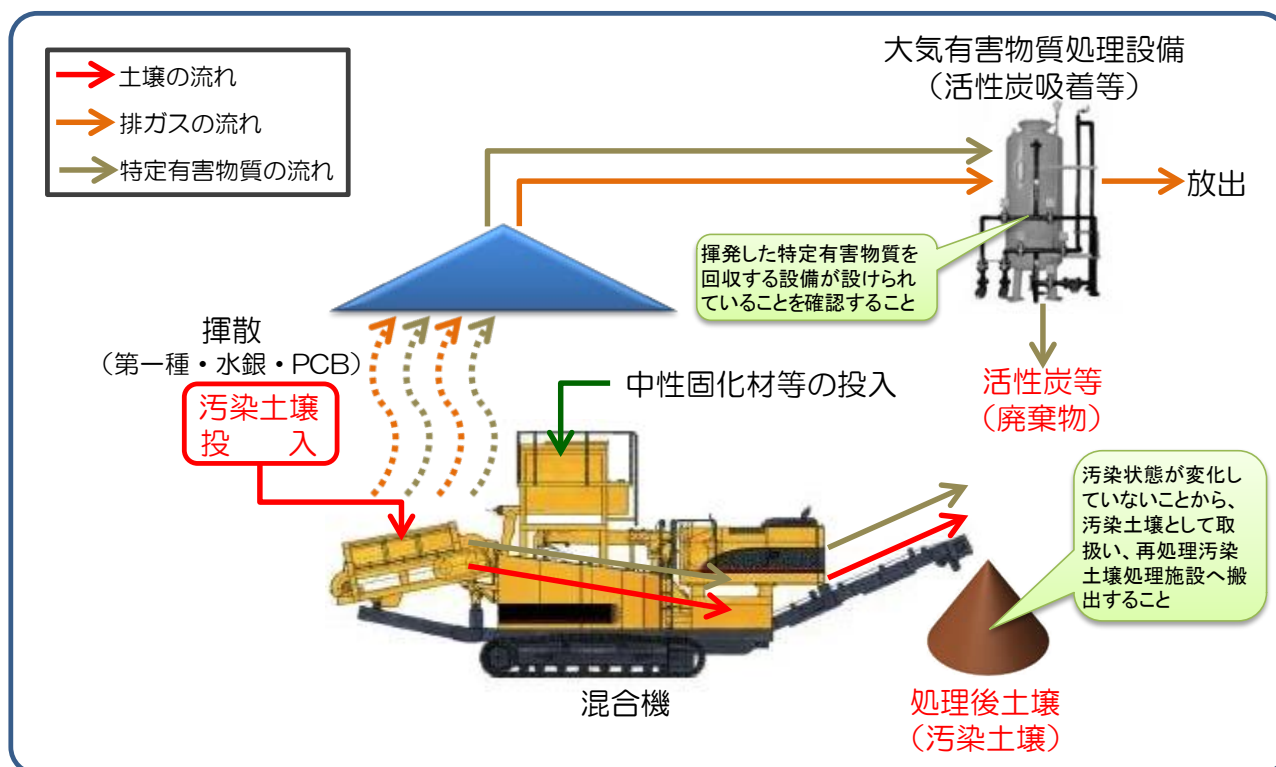 土壌の流れ
排ガスの流れ
特定有害物質の流れ
大気有害物質処理設備
（活性炭吸着等）
放出
揮発した特定有害物質を
回収する設備が設けられ
ていることを確認すること
揮散
（第一種・水銀・PCB）
汚染土壌
投　　入
中性固化材等の投入
活性炭等
（廃棄物）
汚染状態が変化し
ていないことから、
汚染土壌として取
扱い、再処理汚染
土壌処理施設へ搬
出すること
混合機
処理後土壌
（汚染土壌）